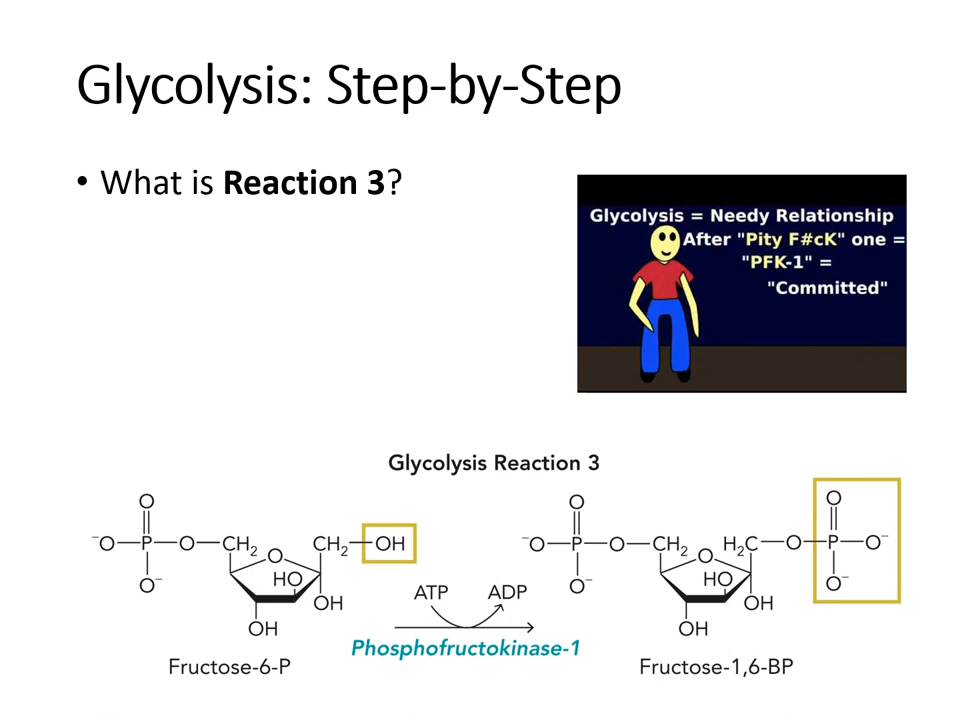 Glycolysis: Step-by-Step
• What is Reaction 3?
Glycolysis = Needy Relationship
After "Pity F#cK" one =
"PFK-1" =
"Committed"
Glycolysis Reaction 3
O
⁻O—P—O—CH₂
O⁻
O
CH₂—OH
HO
OH
OH
Fructose-6-P
ATP ADP
Phosphofructokinase-1
O
⁻O—P—O—CH₂
O⁻
O
H₂C—O—P—O⁻
O
O⁻
HO
OH
OH
Fructose-1,6-BP